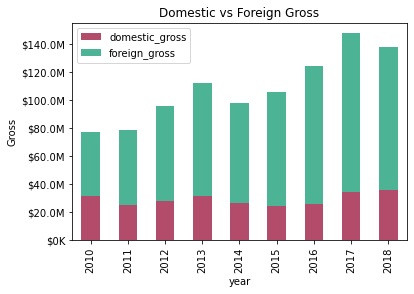 Domestic vs Foreign Gross
domestic_gross
foreign_gross
$140.0M
$120.0M
$100.0M
$80.0M
$60.0M
$40.0M
$20.0M
$0K
Gross
2010
2011
2012
2013
2014
2015
2016
2017
2018
year